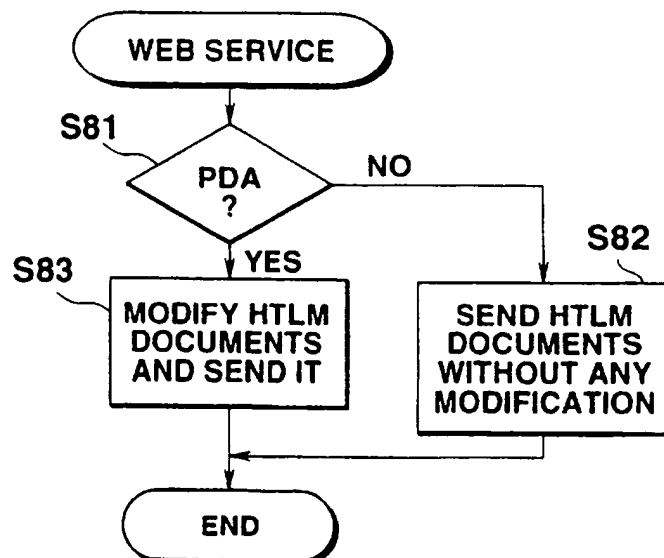 WEB SERVICE
S81
PDA
?
NO
YES
S83
MODIFY HTLM
DOCUMENTS
AND SEND IT
S82
SEND HTLM
DOCUMENTS
WITHOUT ANY
MODIFICATION
END